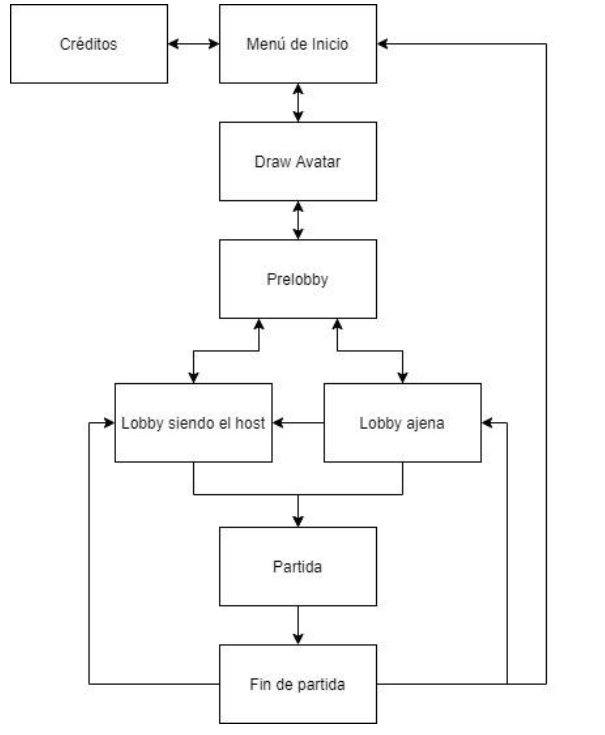 Créditos
Menú de Inicio
Draw Avatar
Prelobby
Lobby siendo el host
Lobby ajena
Partida
Fin de partida